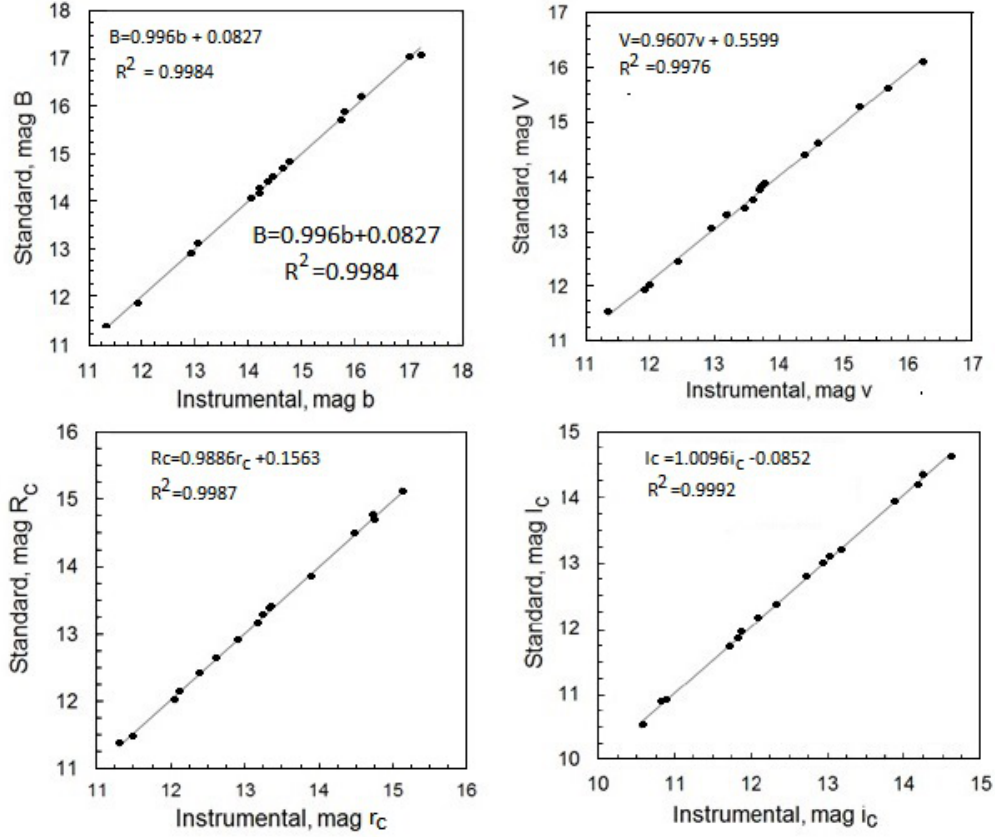 B=0.996b + 0.0827
R2 = 0.9984
B=0.996b+0.0827
R2=0.9984
Standard, mag B
18
17
16
15
14
13
12
11
11 12 13 14 15 16 17 18
Instrumental, mag b
V=0.9607v + 0.5599
R2 =0.9976
Standard, mag V
17
16
15
14
13
12
11
11 12 13 14 15 16 17
Instrumental, mag v
Rc=0.9886rc +0.1563
R2=0.9987
Standard, mag RC
16
15
14
13
12
11
11 12 13 14 15 16
Instrumental, mag rc
Ic =1.0096ic -0.0852
R2=0.9992
Standard, mag IC
15
14
13
12
11
10
10 11 12 13 14 15
Instrumental, mag ic